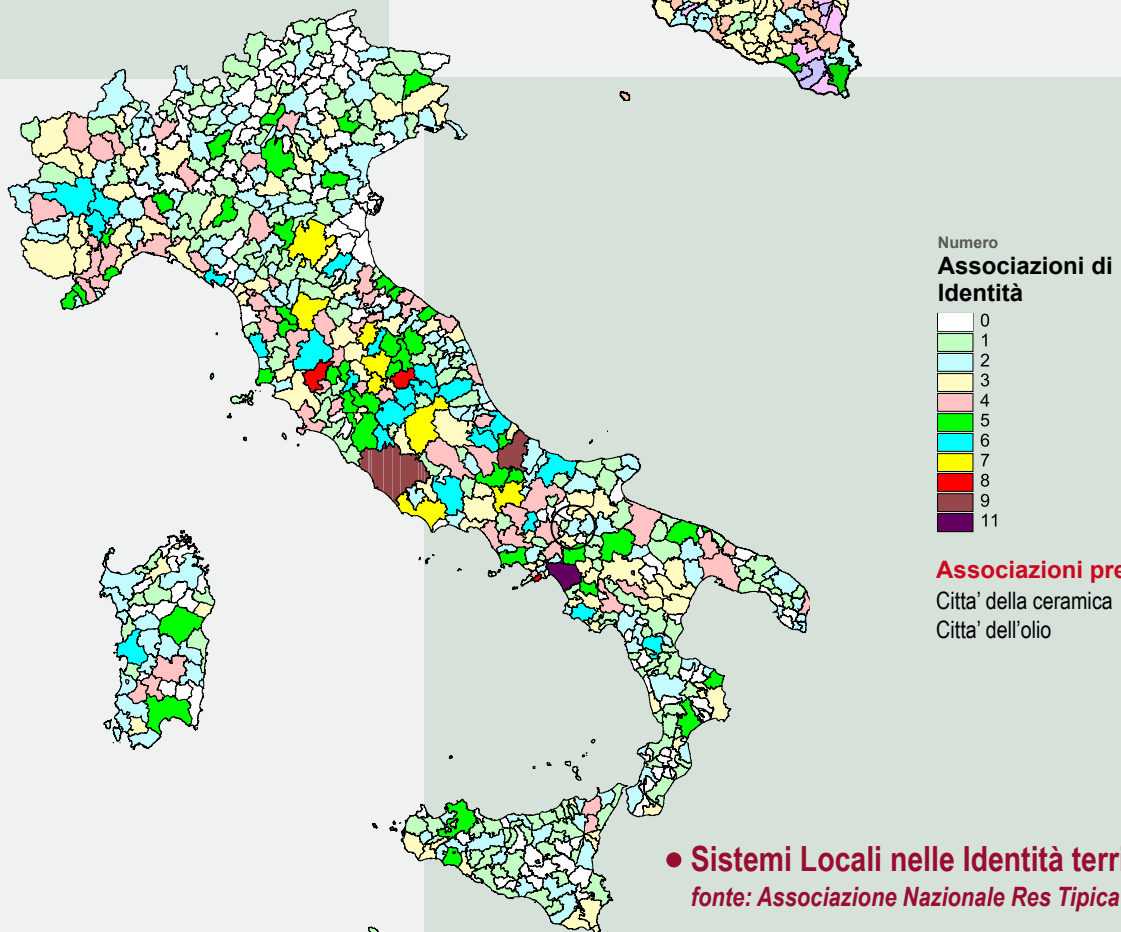 Numero
Associazioni di
Identità
0
1
2
3
4
5
6
7
8
9
11
Associazioni pre
Citta' della ceramica
Citta' dell'olio
• Sistemi Locali nelle Identità terri
fonte: Associazione Nazionale Res Tipica